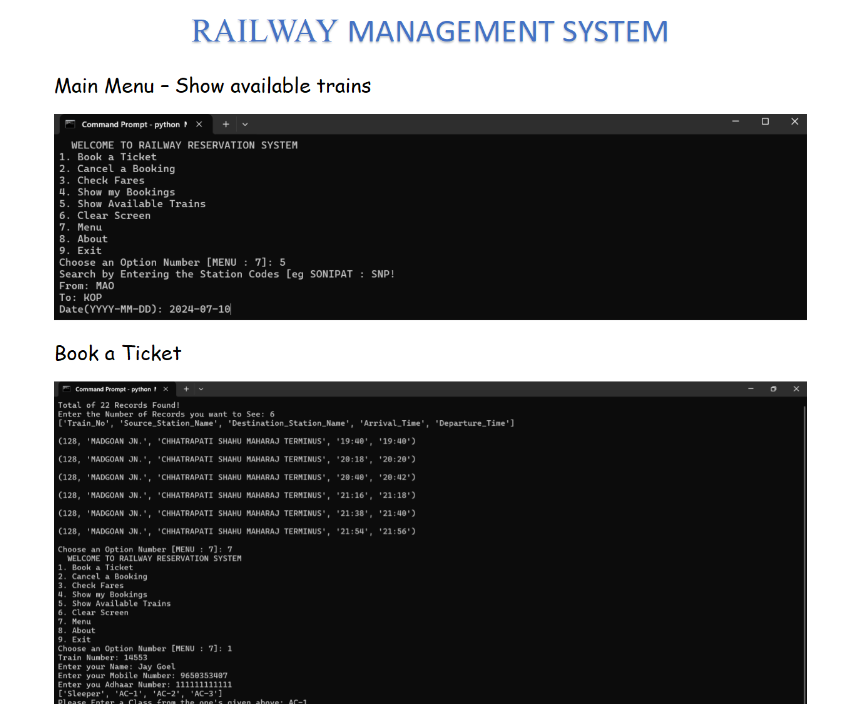 RAILWAY MANAGEMENT SYSTEM
Main Menu – Show available trains
Command Prompt - python
WELCOME TO RAILWAY RESERVATION SYSTEM
1. Book a Ticket
2. Cancel a Booking
3. Check Fares
4. Show my Bookings
5. Show Available Trains
6. Clear Screen
7. Menu
8. About
9. Exit
Choose an Option Number [MENU : 7]: 5
Search by Entering the Station Codes [eg SONIPAT : SNP!
From: MAO
To: KOP
Date(YYYY-MM-DD): 2024-07-10
Book a Ticket
Command Prompt - python
Total of 22 Records Found!
Enter the Number of Records you want to See: 6
['Train_No', 'Source_Station_Name', 'Destination_Station_Name', 'Arrival_Time', 'Departure_Time']
(128, 'MADGOAN JN.', 'CHHATRAPATI SHAHU MAHARAJ TERMINUS', '19:40', '19:40')
(128, 'MADGOAN JN.', 'CHHATRAPATI SHAHU MAHARAJ TERMINUS', '20:18', '20:20')
(128, 'MADGOAN JN.', 'CHHATRAPATI SHAHU MAHARAJ TERMINUS', '20:40', '20:42')
(128, 'MADGOAN JN.', 'CHHATRAPATI SHAHU MAHARAJ TERMINUS', '21:16', '21:18')
(128, 'MADGOAN JN.', 'CHHATRAPATI SHAHU MAHARAJ TERMINUS', '21:38', '21:40')
(128, 'MADGOAN JN.', 'CHHATRAPATI SHAHU MAHARAJ TERMINUS', '21:54', '21:56')
Choose an Option Number [MENU : 7]: 7
WELCOME TO RAILWAY RESERVATION SYSTEM
1. Book a Ticket
2. Cancel a Booking
3. Check Fares
4. Show my Bookings
5. Show Available Trains
6. Clear Screen
7. Menu
8. About
9. Exit
Choose an Option Number [MENU : 7]: 1
Train Number: 14553
Enter your Name: Jay Goel
Enter your Mobile Number: 9650353407
Enter you Adhaar Number: 111111111111
['Sleeper', 'AC-1', 'AC-2', 'AC-3']
Please Enter a Class from the one's given above: AC-1